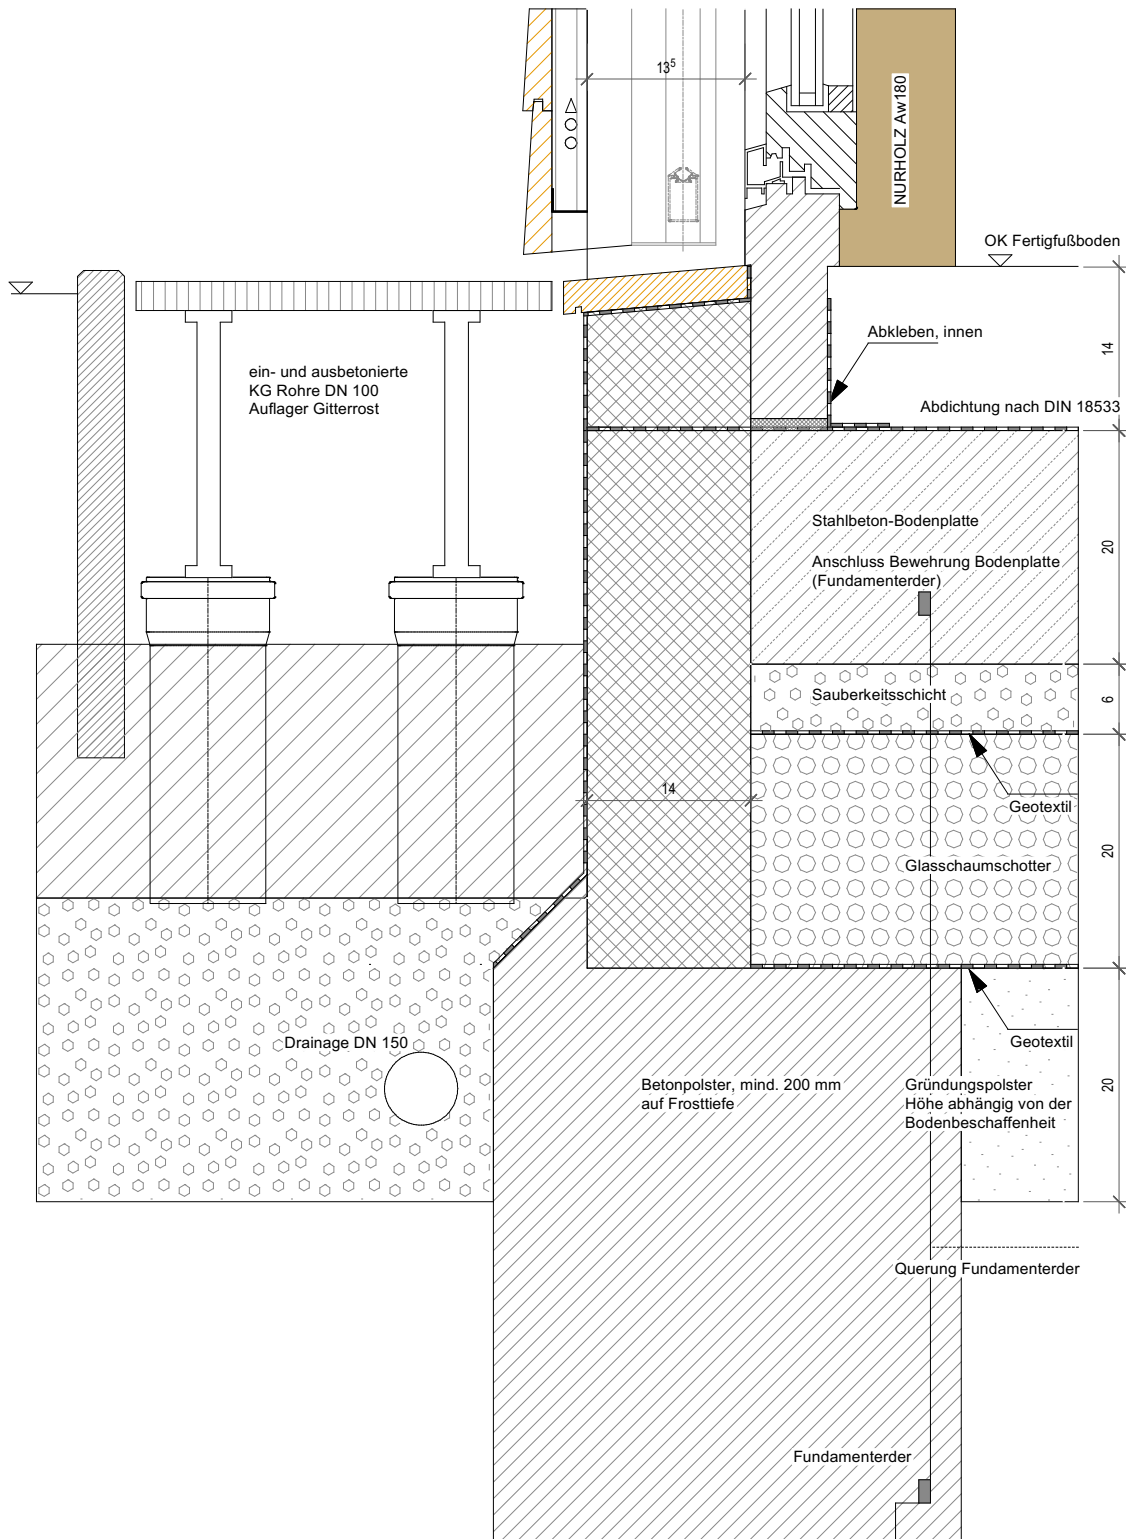 13⁵
NURHOLZ Aw180
OK Fertigfußboden
Abkleben, innen
14
ein- und ausbetonierte
KG Rohre DN 100
Auflager Gitterrost
Abdichtung nach DIN 18533
Stahlbeton-Bodenplatte
20
Anschluss Bewehrung Bodenplatte
(Fundamenterder)
Sauberkeitsschicht
6
14
Geotextil
20
Glasschaumschotter
Drainage DN 150
Geotextil
Betonpolster, mind. 200 mm
auf Frosttiefe
Gründungspolster
Höhe abhängig von der
Bodenbeschaffenheit
20
Querung Fundamenterder
Fundamenterder